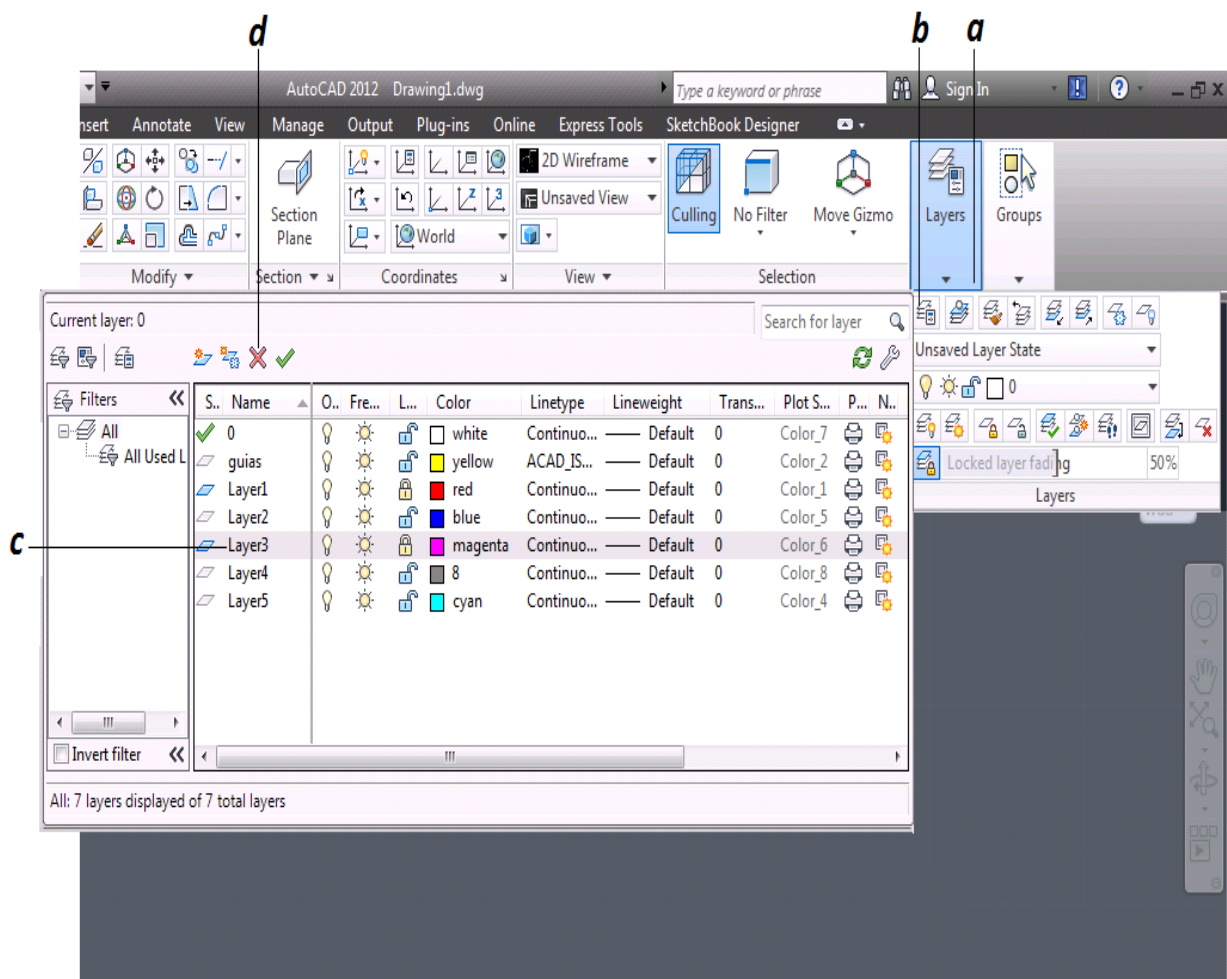 d
b a
AutoCAD 2012 Drawing1.dwg Type a keyword or phrase Sign In
nsert Annotate View Manage Output Plug-ins Online Express Tools SketchBook Designer
2D Wireframe
Unsaved View
World
Section
Plane
Culling
No Filter
Move Gizmo
Layers
Groups
Modify Section Coordinates View Selection
Current layer: 0
Search for layer
Unsaved Layer State
0
Locked layer fading 50%
Layers
Filters
All
All Used L
S.. Name O.. Fre... L... Color Linetype Lineweight Trans... Plot S... P... N..
0 white Continuo... Default 0 Color_7
guias yellow ACAD_IS... Default 0 Color_2
Layer1 red Continuo... Default 0 Color_1
Layer2 blue Continuo... Default 0 Color_5
c
Layer3 magenta Continuo... Default 0 Color_6
Layer4 8 Continuo... Default 0 Color_8
Layer5 cyan Continuo... Default 0 Color_4
Invert filter
All: 7 layers displayed of 7 total layers